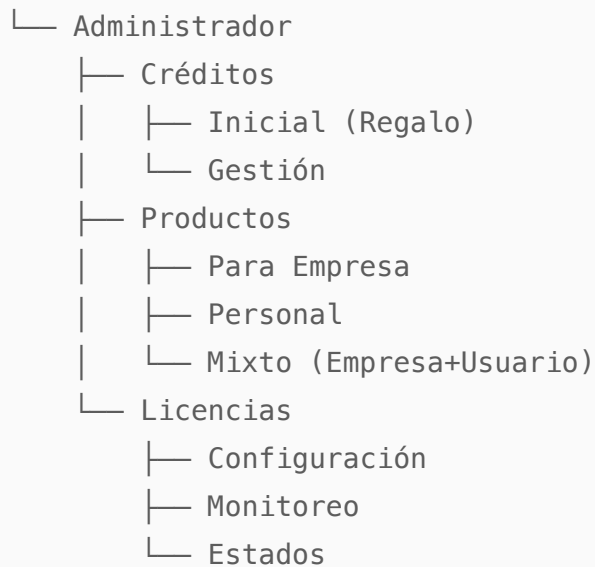 └── Administrador
    ├── Créditos
    │   ├── Inicial (Regalo)
    │   └── Gestión
    ├── Productos
    │   ├── Para Empresa
    │   ├── Personal
    │   └── Mixto (Empresa+Usuario)
    └── Licencias
        ├── Configuración
        ├── Monitoreo
        └── Estados